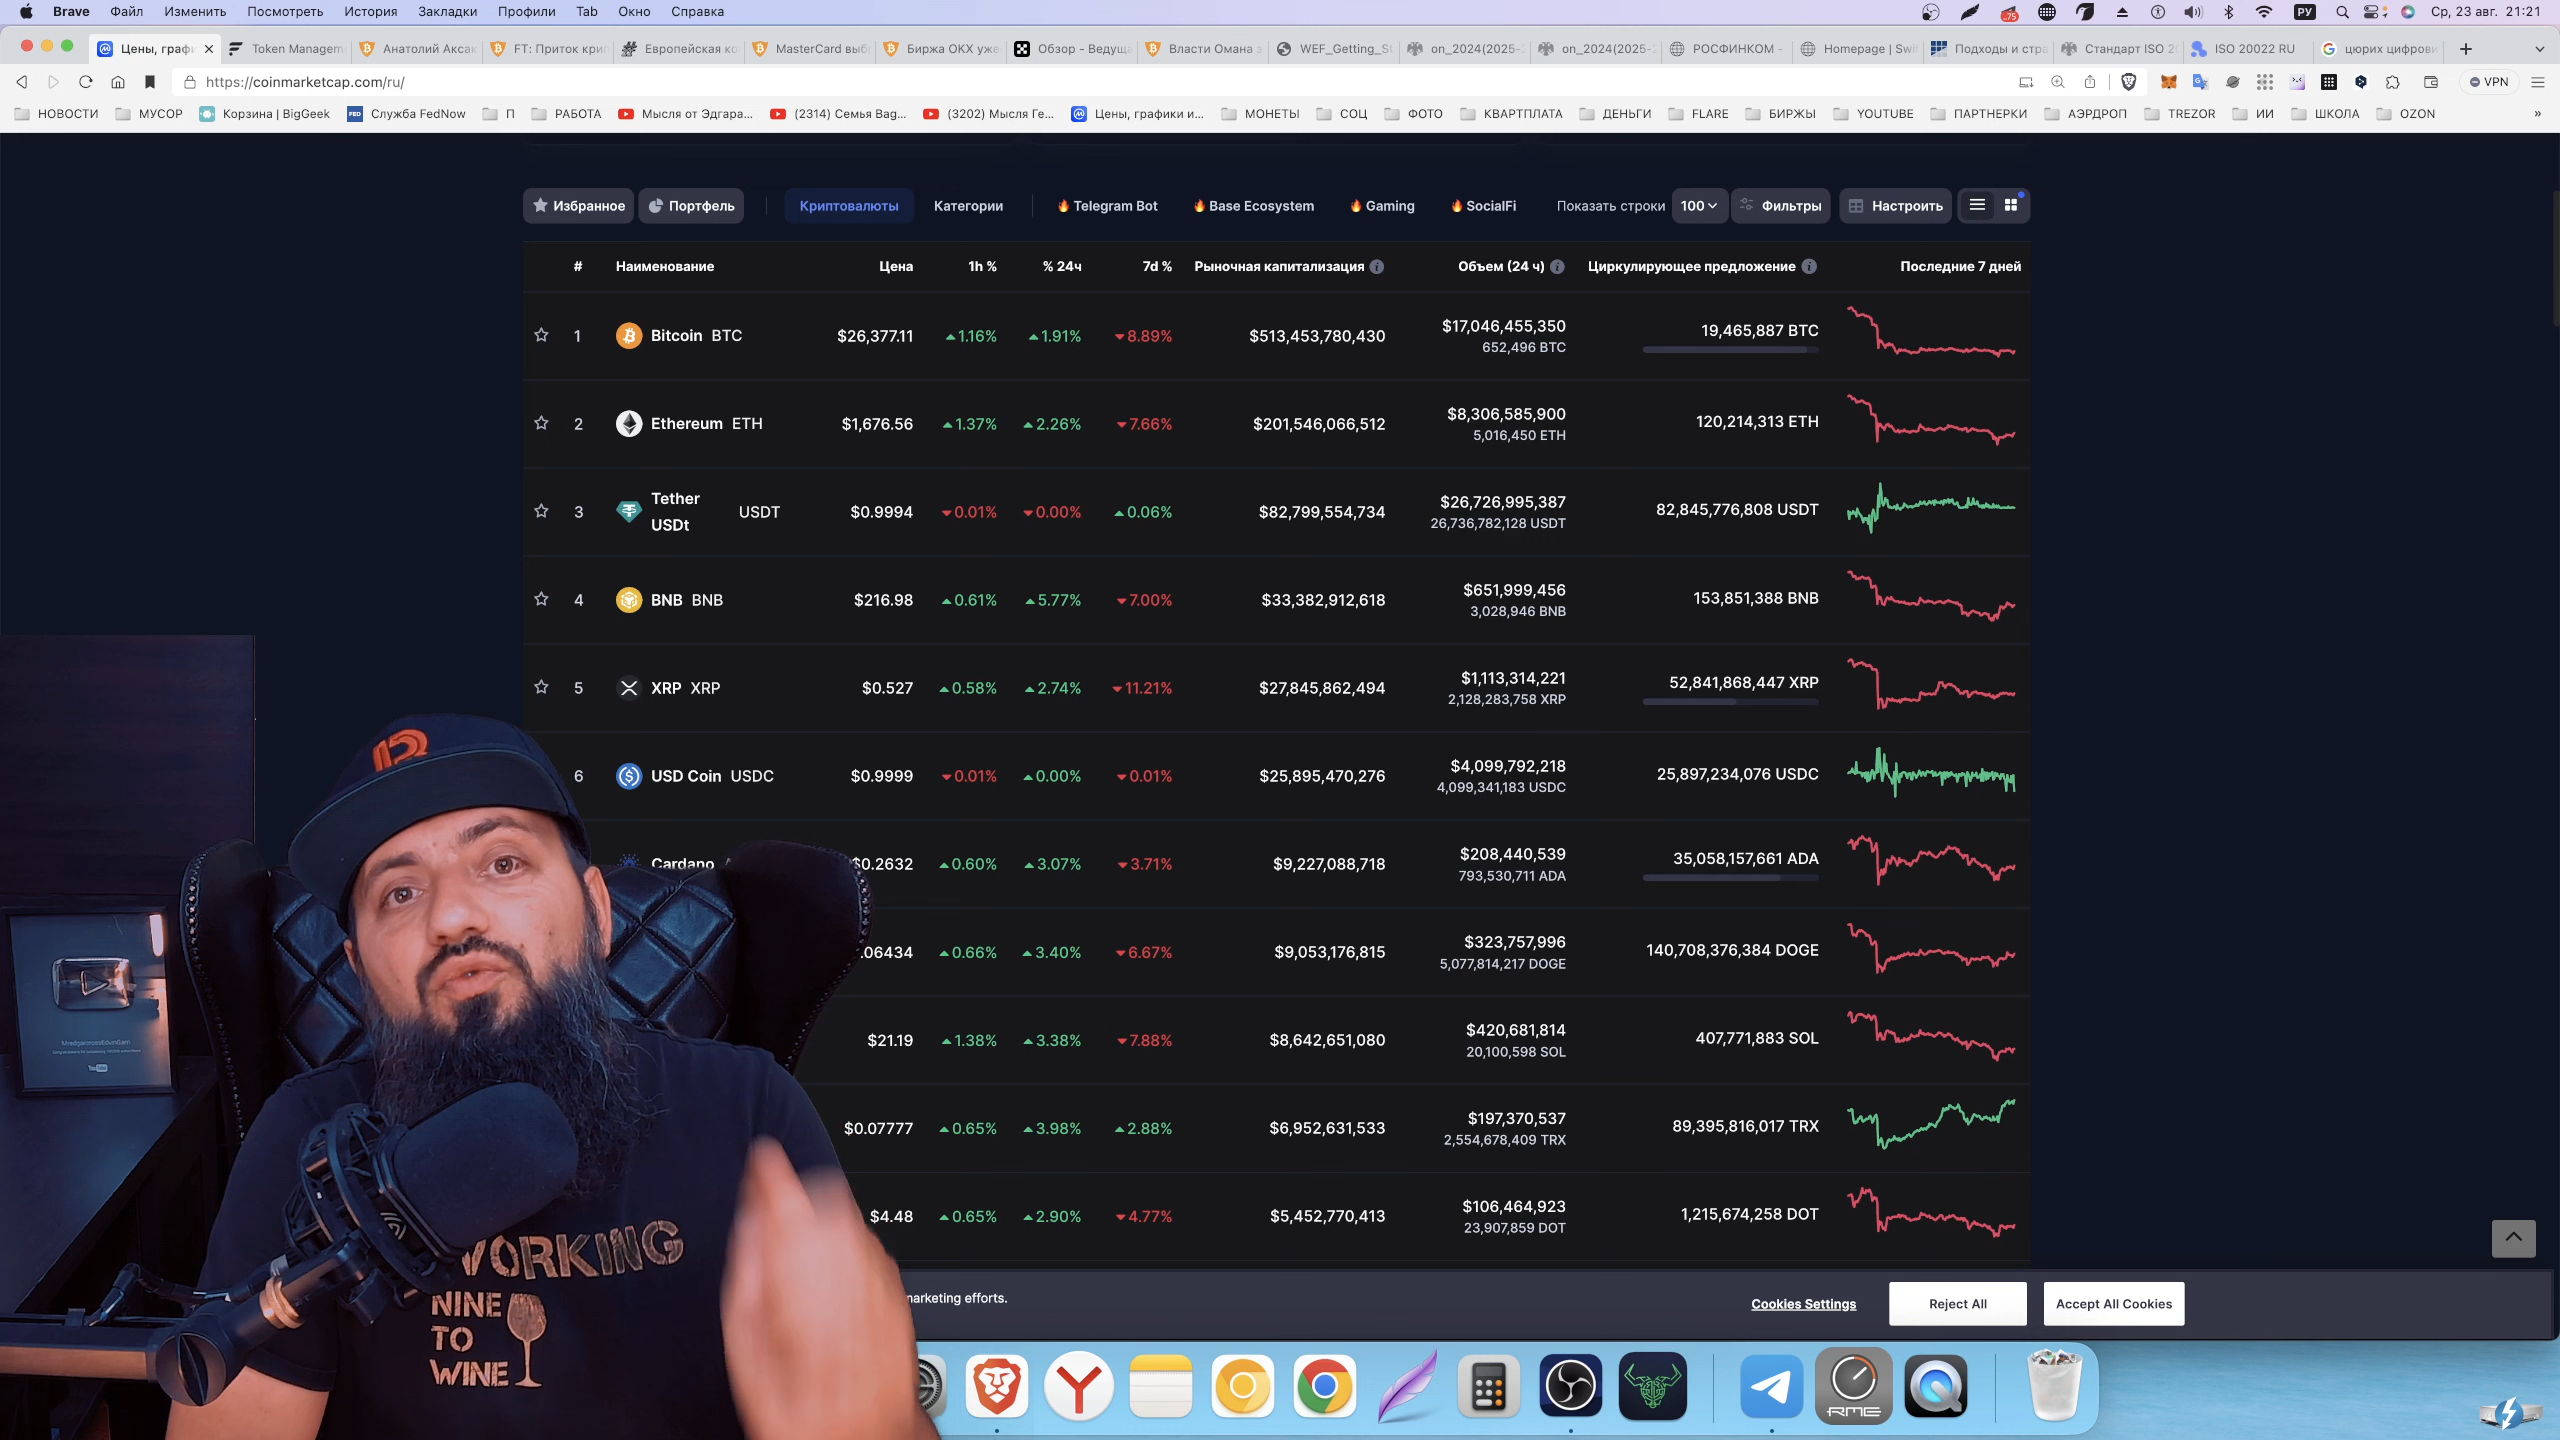 Brave Файл Изменить Посмотреть История Закладки Профили Tab Окно Справка
75 РУ Ср, 23 авг. 21:21
Цены, графи Token Managem Анатолий Акса FT: Приток кри Европейская ко MasterCard выб Биржа OKX уже Обзор - Ведуща Власти Омана з WEF_Getting_St on_2024(2025- on_2024(2025- РОСФИНКОМ - Homepage | Swi Подходы и стра Стандарт ISO 20 ISO 20022 RU цюрих цифрови
https://coinmarketcap.com/ru/
VPN
НОВОСТИ МУСОР Корзина | BigGeek Служба FedNow П РАБОТА Мысля от Эдгара... (2314) Семья Bag... (3202) Мысля Ге... Цены, графики и... МОНЕТЫ СОЦ ФОТО КВАРТПЛАТА ДЕНЬГИ FLARE БИРЖЫ YOUTUBE ПАРТНЕРКИ АЭРДРОП TREZOR ИИ ШКОЛА OZON »
Избранное Портфель Криптовалюты Категории Telegram Bot Base Ecosystem Gaming SocialFi Показать строки 100 Фильтры Настроить
# Наименование Цена 1h % % 24ч 7d % Рыночная капитализация Объем (24 ч) Циркулирующее предложение Последние 7 дней
1 Bitcoin BTC $26,377.11 1.16% 1.91% 8.89% $513,453,780,430 $17,046,455,350 19,465,887 BTC
652,496 BTC
2 Ethereum ETH $1,676.56 1.37% 2.26% 7.66% $201,546,066,512 $8,306,585,900 120,214,313 ETH
5,016,450 ETH
3 Tether USDt USDT $0.9994 0.01% 0.00% 0.06% $82,799,554,734 $26,726,995,387 82,845,776,808 USDT
26,736,782,128 USDT
4 BNB BNB $216.98 0.61% 5.77% 7.00% $33,382,912,618 $651,999,456 153,851,388 BNB
3,028,946 BNB
5 XRP XRP $0.527 0.58% 2.74% 11.21% $27,845,862,494 $1,113,314,221 52,841,868,447 XRP
2,128,283,758 XRP
6 USD Coin USDC $0.9999 0.01% 0.00% 0.01% $25,895,470,276 $4,099,792,218 25,897,234,076 USDC
4,099,341,183 USDC
Cardano $0.2632 0.60% 3.07% 3.71% $9,227,088,718 $208,440,539 35,058,157,661 ADA
793,530,711 ADA
.06434 0.66% 3.40% 6.67% $9,053,176,815 $323,757,996 140,708,376,384 DOGE
5,077,814,217 DOGE
$21.19 1.38% 3.38% 7.88% $8,642,651,080 $420,681,814 407,771,883 SOL
20,100,598 SOL
$0.07777 0.65% 3.98% 2.88% $6,952,631,533 $197,370,537 89,395,816,017 TRX
2,554,678,409 TRX
$4.48 0.65% 2.90% 4.77% $5,452,770,413 $106,464,923 1,215,674,258 DOT
23,907,859 DOT
marketing efforts.
Cookies Settings Reject All Accept All Cookies
WORKING
NINE
TO
WINE
YouTube
RME